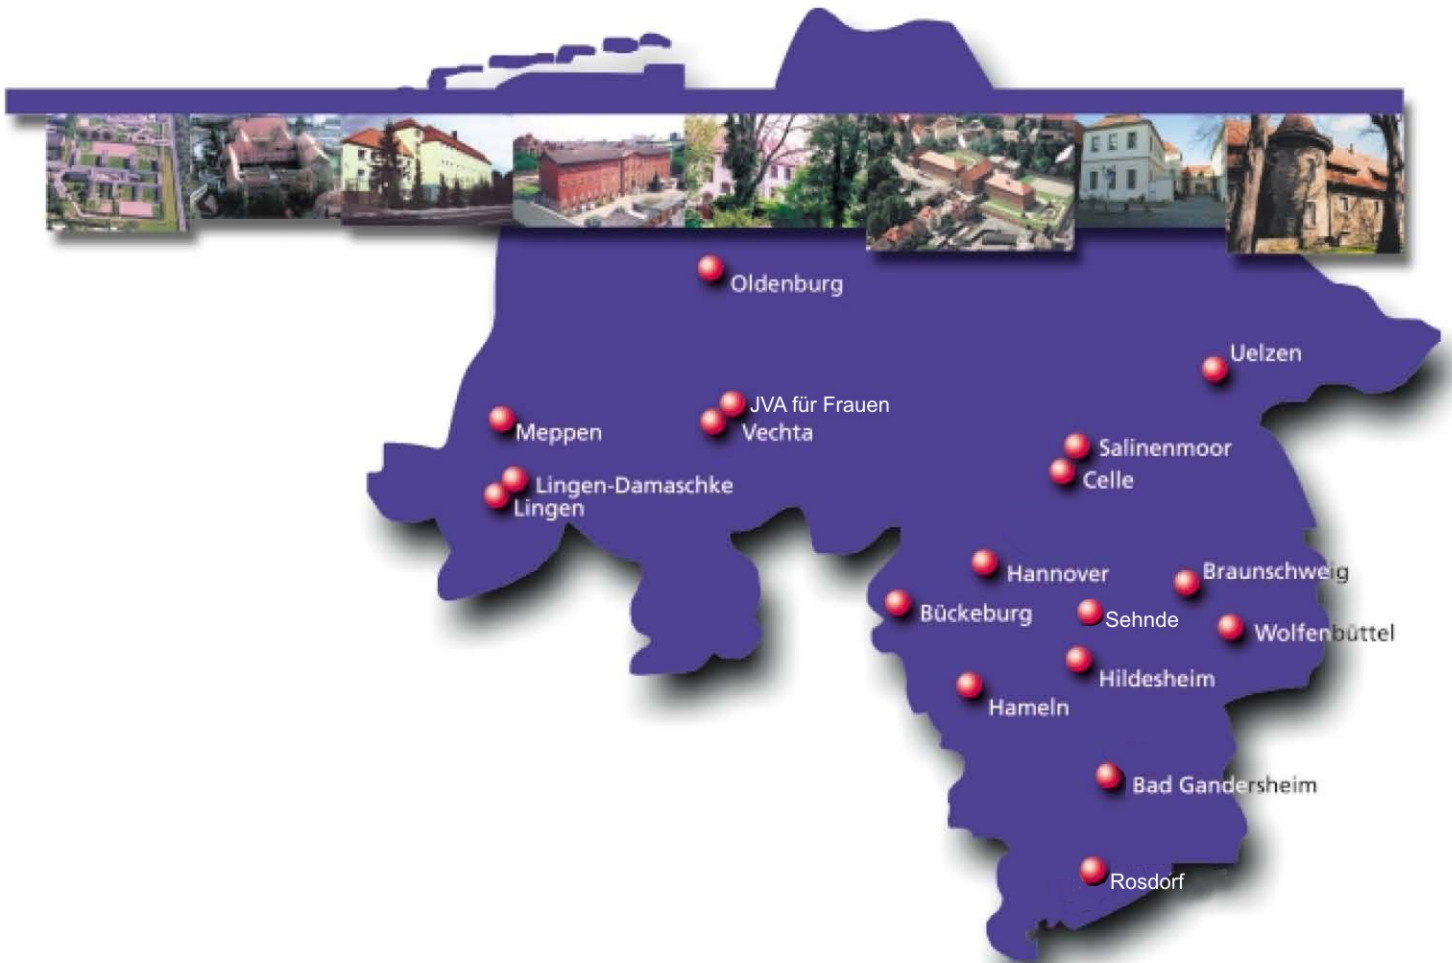 Oldenburg
Uelzen
JVA für Frauen
Meppen
Vechta
Salinenmoor
Celle
Lingen-Damaschke
Lingen
Hannover
Braunschweig
Bückeburg
Sehnde
Wolfenbüttel
Hildesheim
Hameln
Bad Gandersheim
Rosdorf